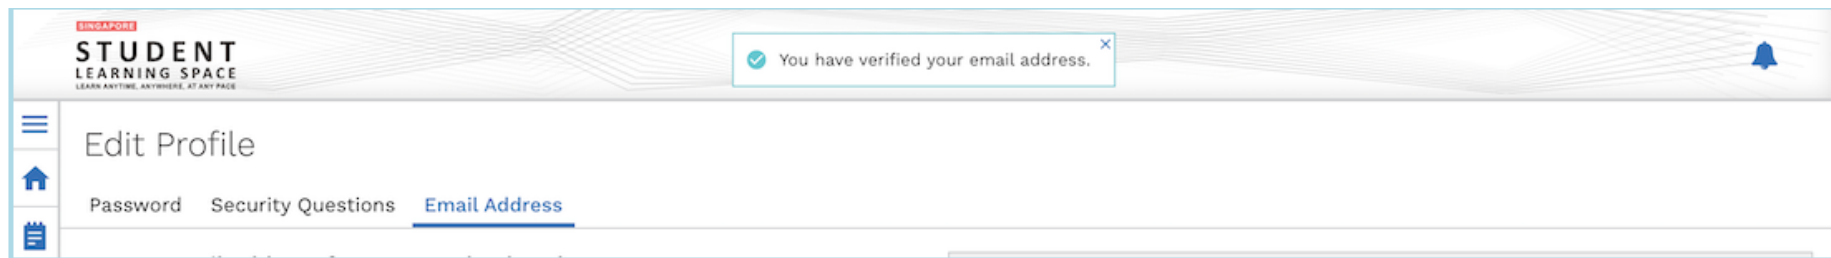 SINGAPORE
STUDENT
LEARNING SPACE
LEARN ANYTIME, ANYWHERE, AT ANY PACE
You have verified your email address.
Edit Profile
Password Security Questions Email Address